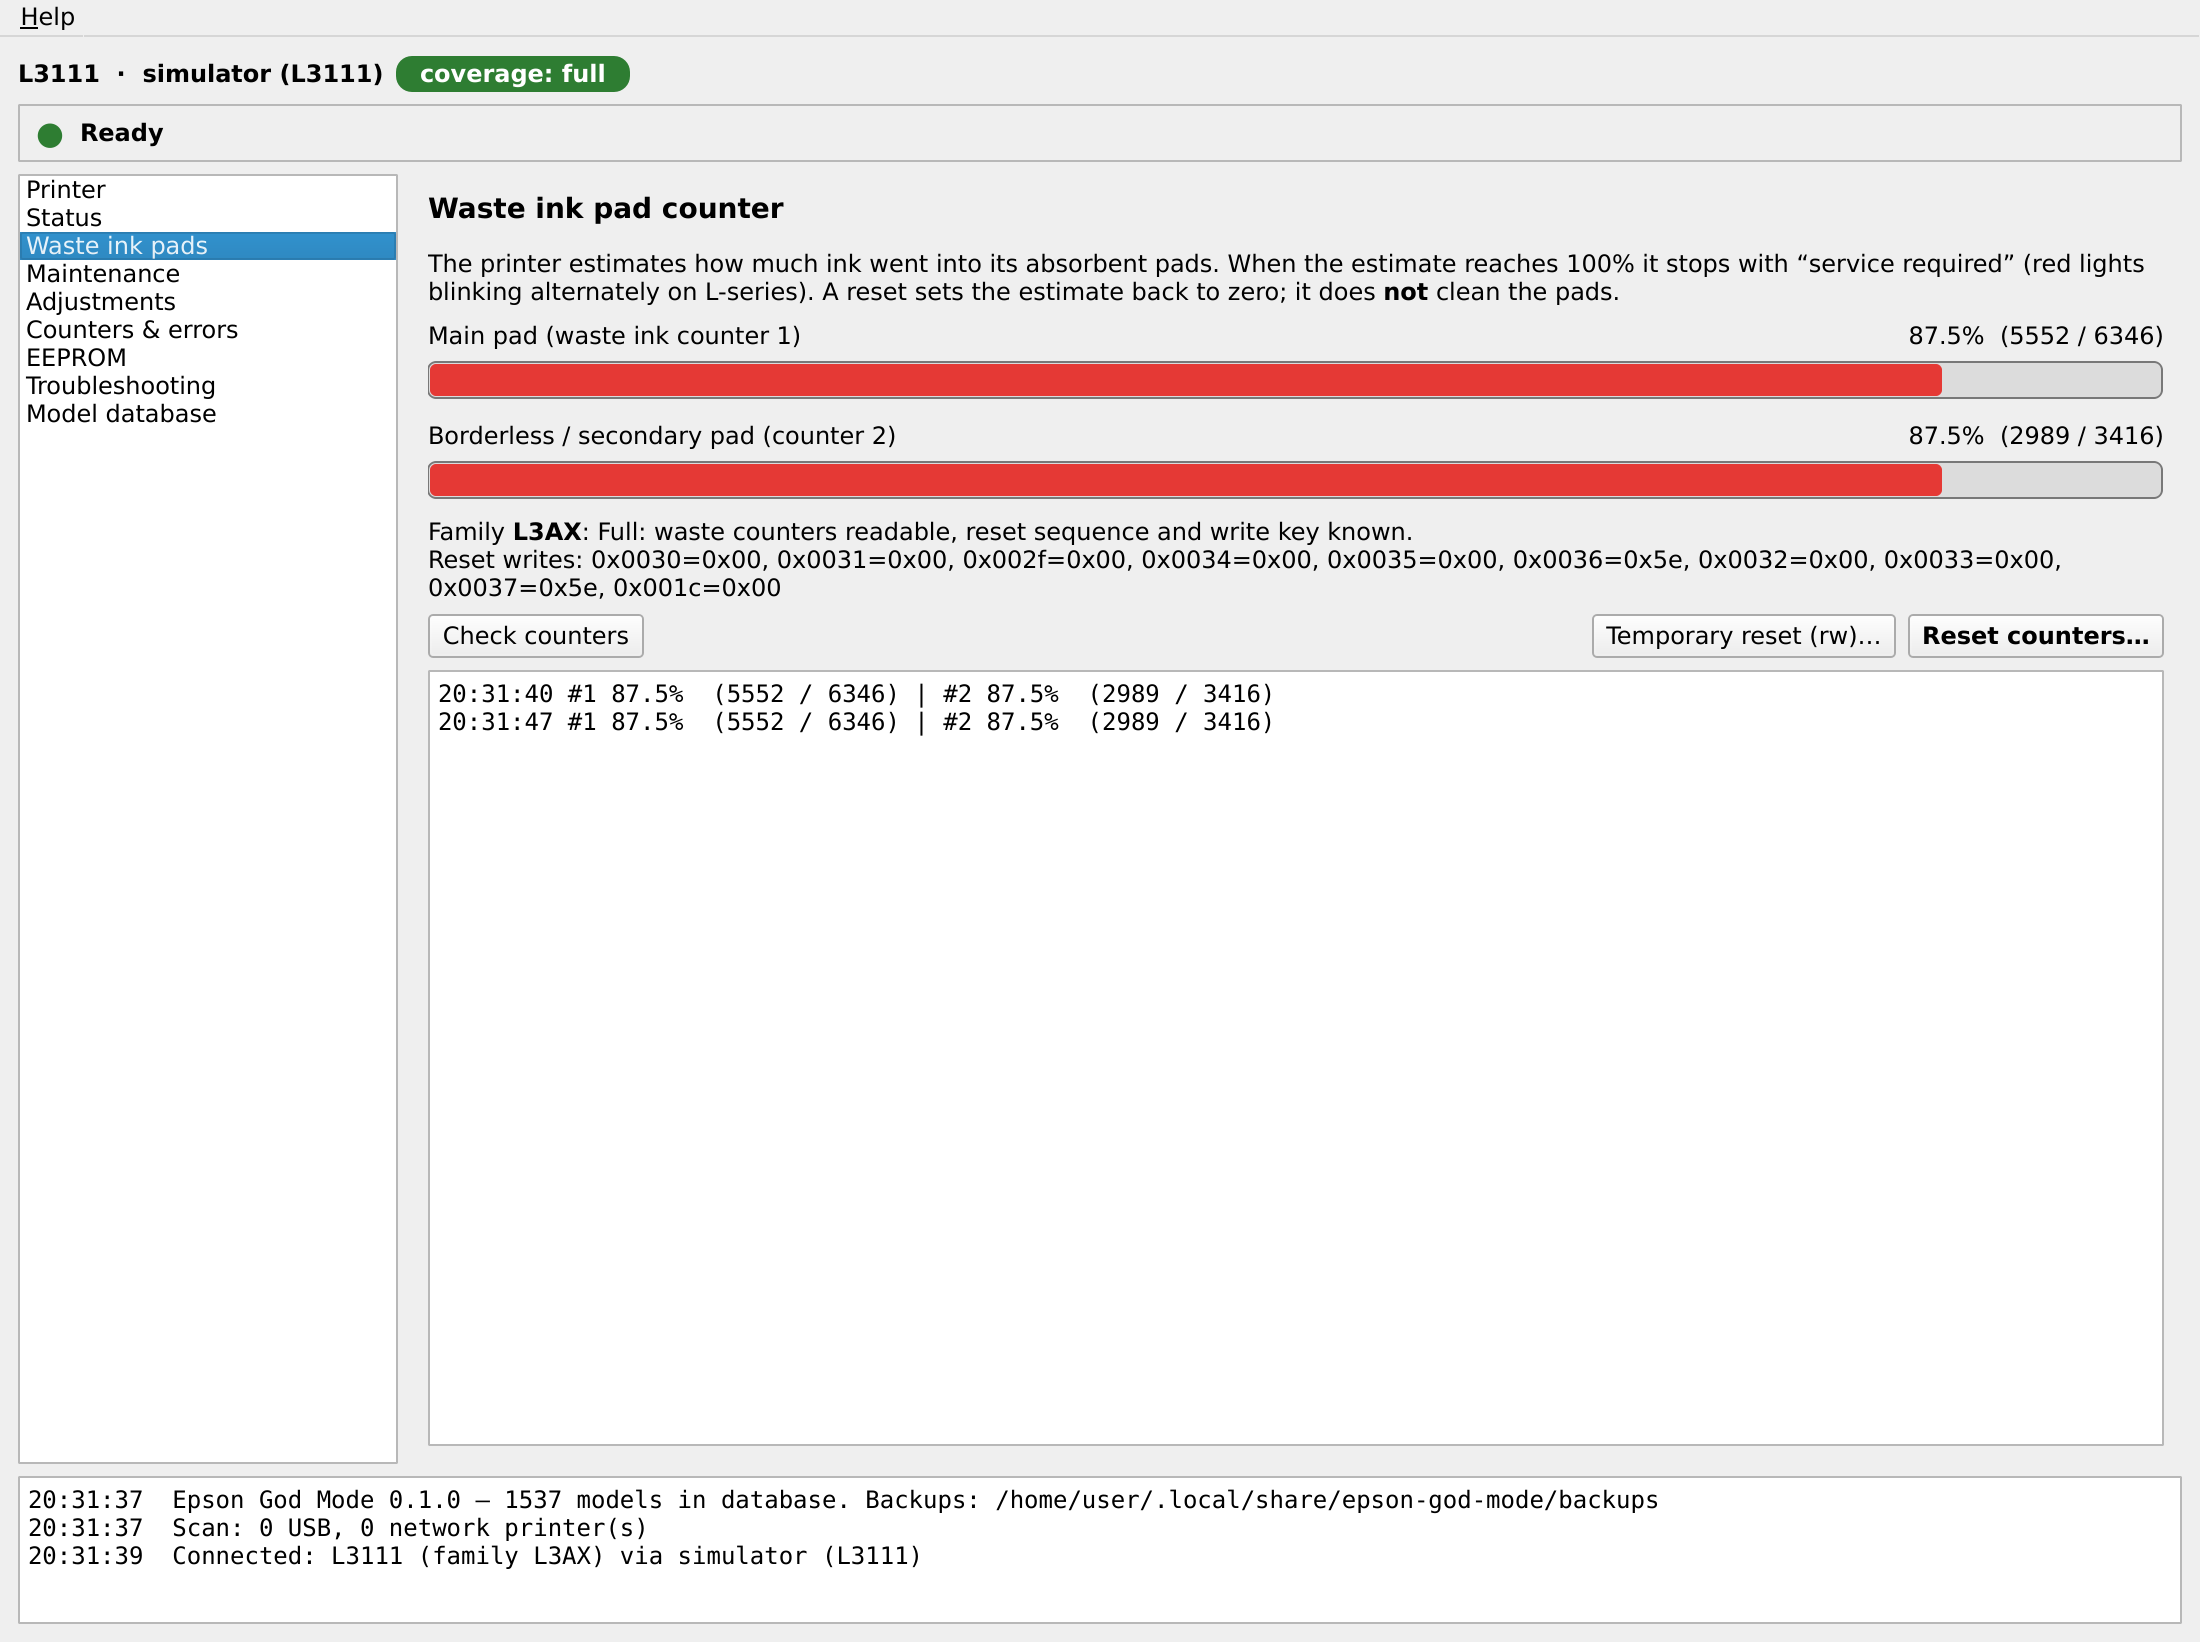 Help
L3111 · simulator (L3111) coverage: full
Ready
Printer
Status
Waste ink pads
Maintenance
Adjustments
Counters & errors
EEPROM
Troubleshooting
Model database
Waste ink pad counter
The printer estimates how much ink went into its absorbent pads. When the estimate reaches 100% it stops with “service required” (red lights
blinking alternately on L-series). A reset sets the estimate back to zero; it does not clean the pads.
Main pad (waste ink counter 1) 87.5% (5552 / 6346)
Borderless / secondary pad (counter 2) 87.5% (2989 / 3416)
Family L3AX: Full: waste counters readable, reset sequence and write key known.
Reset writes: 0x0030=0x00, 0x0031=0x00, 0x002f=0x00, 0x0034=0x00, 0x0035=0x00, 0x0036=0x5e, 0x0032=0x00, 0x0033=0x00,
0x0037=0x5e, 0x001c=0x00
Check counters Temporary reset (rw)... Reset counters...
20:31:40 #1 87.5% (5552 / 6346) | #2 87.5% (2989 / 3416)
20:31:47 #1 87.5% (5552 / 6346) | #2 87.5% (2989 / 3416)
20:31:37 Epson God Mode 0.1.0 — 1537 models in database. Backups: /home/user/.local/share/epson-god-mode/backups
20:31:37 Scan: 0 USB, 0 network printer(s)
20:31:39 Connected: L3111 (family L3AX) via simulator (L3111)